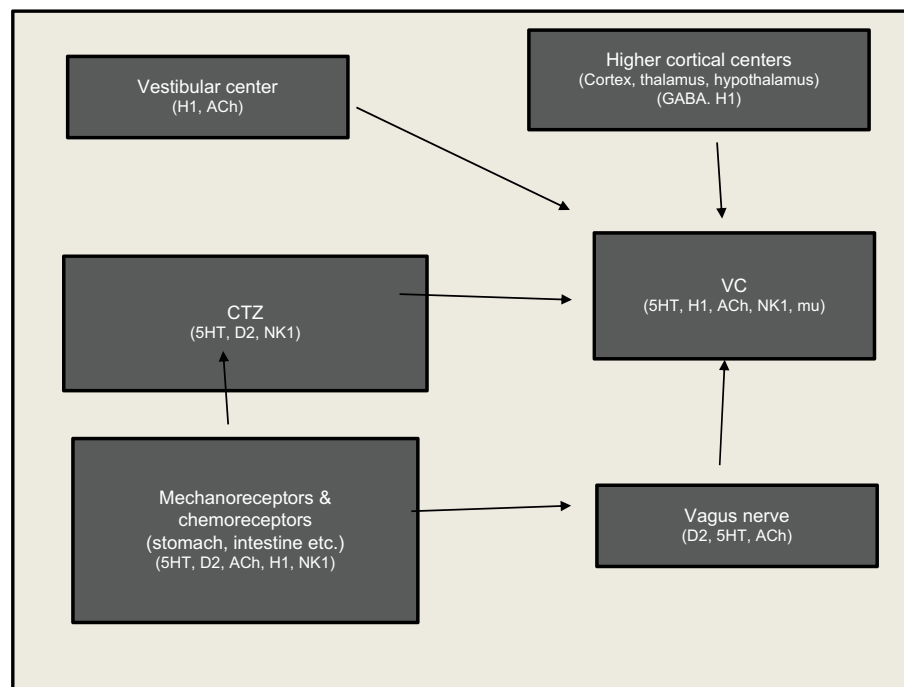 Vestibular center
(H1, ACh)
Higher cortical centers
(Cortex, thalamus, hypothalamus)
(GABA. H1)
CTZ
(5HT, D2, NK1)
VC
(5HT, H1, ACh, NK1, mu)
Mechanoreceptors &
chemoreceptors
(stomach, intestine etc.)
(5HT, D2, ACh, H1, NK1)
Vagus nerve
(D2, 5HT, ACh)